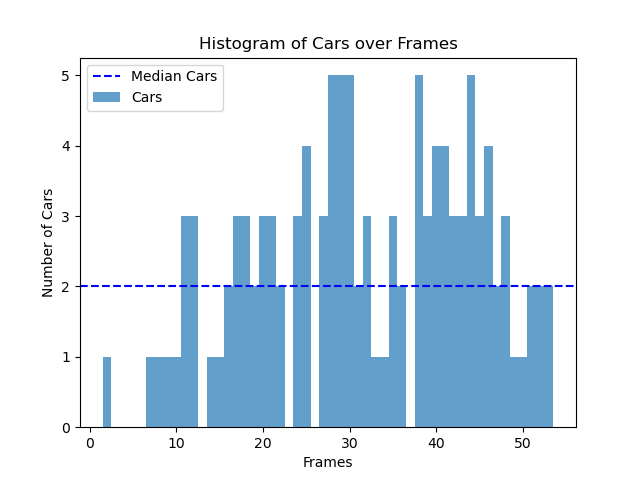 Histogram of Cars over Frames
Median Cars
Cars
5
4
3
2
1
0
Number of Cars
0 10 20 30 40 50
Frames